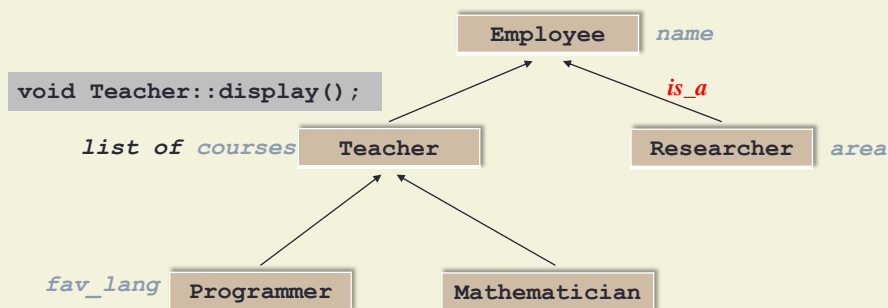 Employee name
void Teacher::display();
is_a
list of courses Teacher
Researcher area
fav_lang Programmer
Mathematician